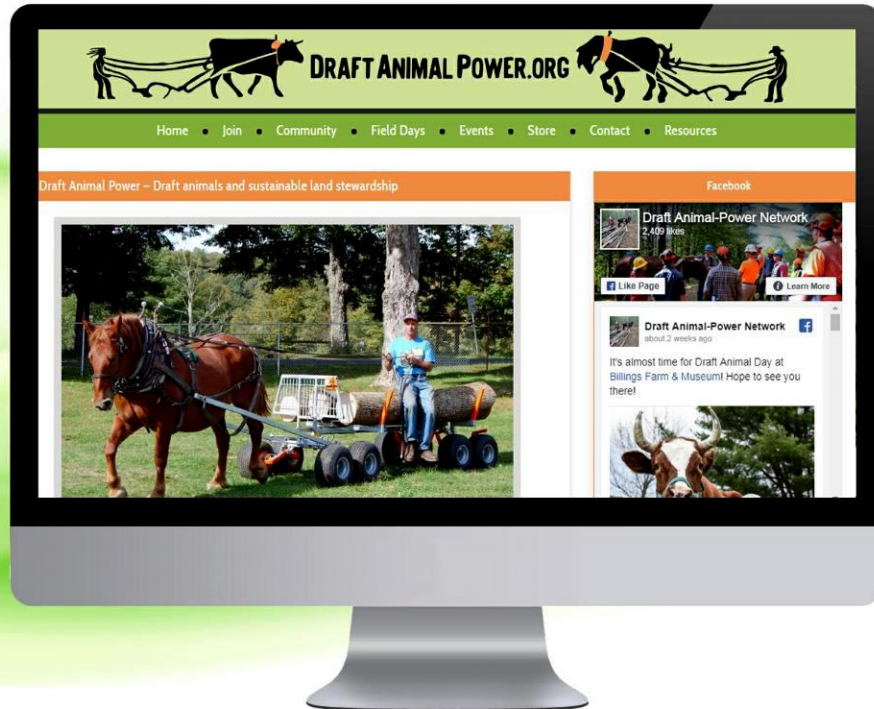 DRAFT ANIMAL POWER.ORG
Home • Join • Community • Field Days • Events • Store • Contact • Resources
Draft Animal Power – Draft animals and sustainable land stewardship
Facebook
Draft Animal-Power Network
2,409 likes
Like Page
Learn More
Draft Animal-Power Network
about 2 weeks ago
It's almost time for Draft Animal Day at
Billings Farm & Museum! Hope to see you
there!